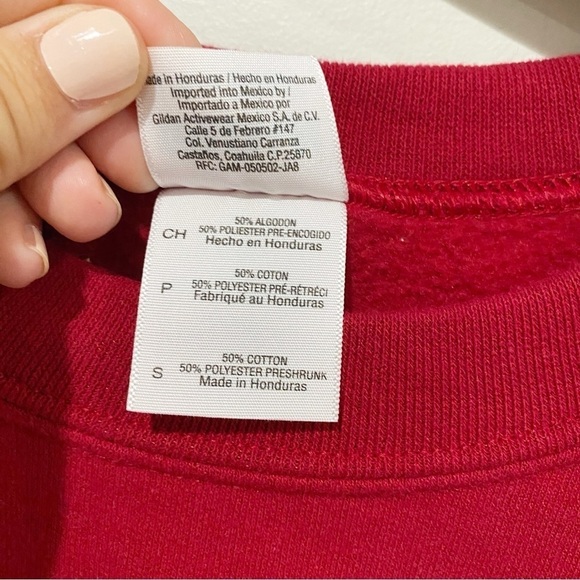 ade in Honduras / Hecho en Honduras
Imported into Mexico by /
Importado a Mexico por
Gildan Activewear Mexico S.A. de C.V.
Calle 5 de Febrero #147
Col. Venustiano Carranza
Castaños, Coahuila C.P.25870
RFC: GAM-050502-JA8
50% ALGODON
CH 50% POLIESTER PRE-ENCOGIDO
Hecho en Honduras
50% COTON
P 50% POLYESTER PRÉ-RÉTRÉCI
Fabriqué au Honduras
50% COTTON
S 50% POLYESTER PRESHRUNK
Made in Honduras